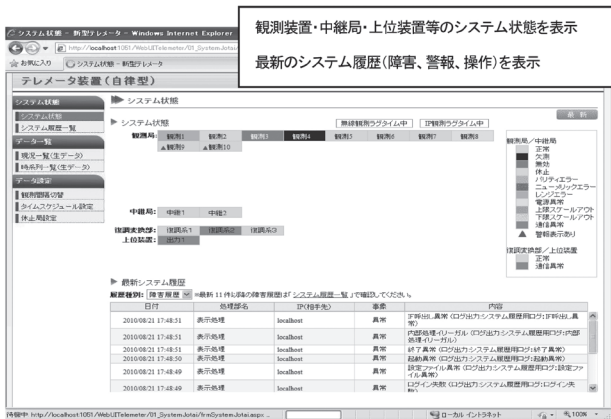 システム状態 - 新型テレメータ - Windows Internet Explorer
観測装置・中継局・上位装置等のシステム状態を表示
最新のシステム履歴（障害、警報、操作）を表示
http://localhost:1051/WebUITelemeter/01_SystemJotai/
お気に入り
システム状態 - 新型テレメータ
テレメータ装置（自律型）
システム状態
システム状態
システム履歴一覧
データ一覧
現況一覧(生データ)
時系列一覧(生データ)
データ設定
観測間隔切替
タイムスケジュール設定
休止局設定
システム状態
最新
システム状態
無線観測ラグタイム中
IP観測ラグタイム中
観測局: 観測1 観測2 観測3 観測4 観測5 観測6 観測7 観測8
▲観測9 ▲観測10
中継局: 中継1 中継2
復調変換部: 復調系1 復調系2 復調系3
上位装置: 出力1
観測局／中継局
正常
欠測
無効
休止
パリティエラー
ニューメリックエラー
レンジエラー
電源異常
上限スケールアウト
下限スケールアウト
通信異常
▲ 警報表示あり
復調変換部／上位装置
正常
通信異常
最新システム履歴
履歴種別: 障害履歴 ※最新 11 件以降の障害履歴は「システム履歴一覧」で確認してください。
日付 処理部名 IP(相手先) 事象 内容
2010/08/21 17:48:51 表示処理 localhost 異常 IF呼出し異常 (ログ出力:システム履歴用ログ:IF呼出し異常)
2010/08/21 17:48:51 表示処理 localhost 異常 内部処理イリーガル (ログ出力:システム履歴用ログ:内部処理イリーガル)
2010/08/21 17:48:51 表示処理 localhost 異常 終了異常 (ログ出力:システム履歴用ログ:終了異常)
2010/08/21 17:48:50 表示処理 localhost 異常 起動異常 (ログ出力:システム履歴用ログ:起動異常)
2010/08/21 17:48:49 表示処理 localhost 異常 設定ファイル異常 (ログ出力:システム履歴用ログ:設定ファイル異常)
2010/08/21 17:48:49 表示処理 localhost 異常 ログイン失敗 (ログ出力:システム履歴用ログ:ログイン失敗)
待機中 http://localhost:1051/WebUITelemeter/01_SystemJotai/frmSystemJotai.aspx...
ローカル イントラネット
100%